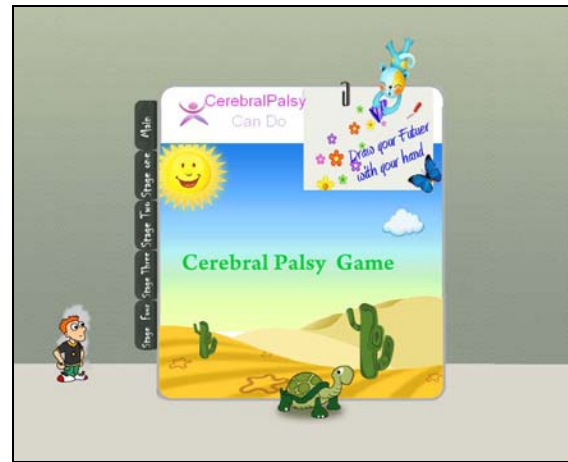 CerebralPalsy
Can Do
Draw your Futuer
with your hand
Main
Stage one
Stage Two
Stage Three
Stage Four
Cerebral Palsy Game